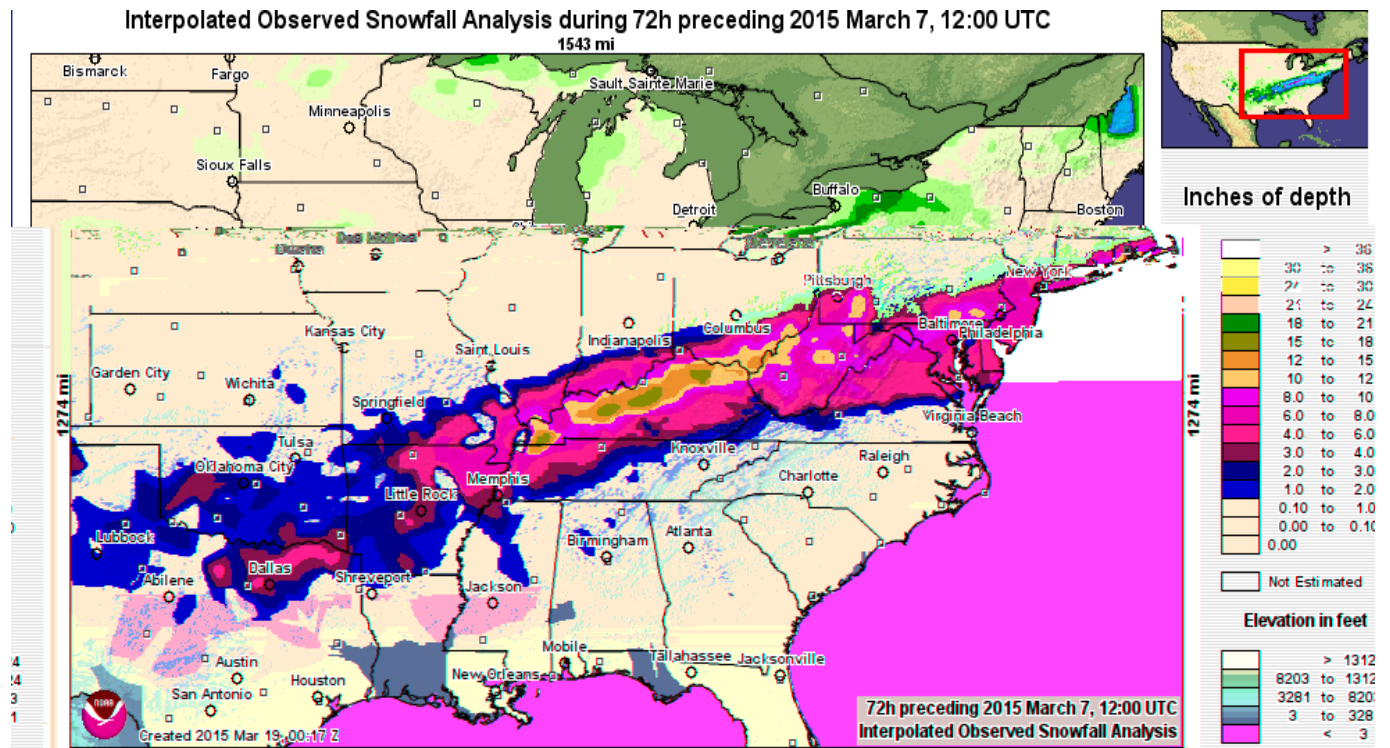 Interpolated Observed Snowfall Analysis during 72h preceding 2015 March 7, 12:00 UTC
1543 mi
Bismarck
Fargo
Sault Sainte Marie
Minneapolis
Sioux Falls
Buffalo
Detroit
Boston
Inches of depth
> 36
30 to 36
24 to 30
21 to 24
18 to 21
15 to 18
12 to 15
10 to 12
8.0 to 10
6.0 to 8.0
4.0 to 6.0
3.0 to 4.0
2.0 to 3.0
1.0 to 2.0
0.10 to 1.0
0.00 to 0.10
0.00
Not Estimated
Elevation in feet
> 1312
8203 to 1312
3281 to 8203
3 to 328
< 3
Omaha
Des Moines
Cleveland
Pittsburgh
New York
Kansas City
Indianapolis
Columbus
Baltimore
Philadelphia
Saint Louis
Garden City
Wichita
1274 mi
1274 mi
Springfield
Virginia Beach
Tulsa
Oklahoma City
Knoxville
Raleigh
Memphis
Charlotte
Little Rock
Lubbock
Birmingham
Atlanta
Abilene
Dallas
Shreveport
Jackson
Austin
Mobile
Tallahassee
Jacksonville
San Antonio
Houston
New Orleans
NOAA
72h preceding 2015 March 7, 12:00 UTC
Interpolated Observed Snowfall Analysis
Created 2015 Mar 19, 00:17 Z